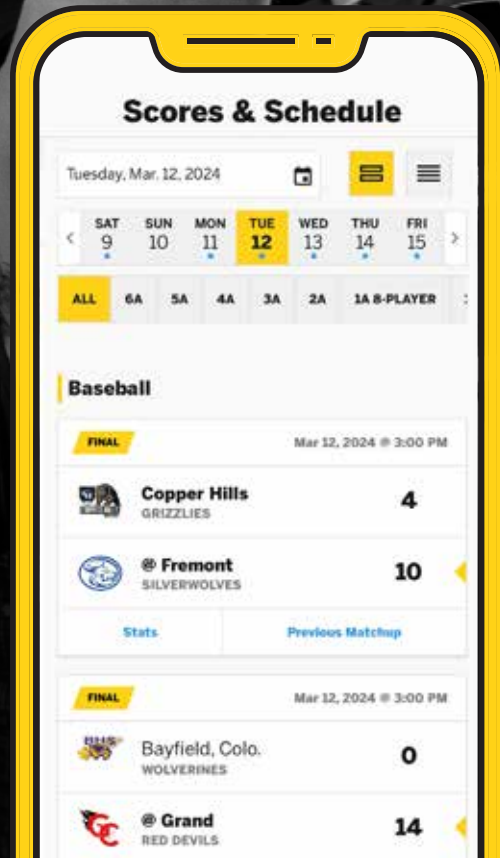 Scores & Schedule
Tuesday, Mar. 12, 2024
SAT SUN MON TUE WED THU FRI
9 10 11 12 13 14 15
ALL 6A 5A 4A 3A 2A 1A 8-PLAYER
Baseball
FINAL Mar 12, 2024 @ 3:00 PM
Copper Hills 4
GRIZZLIES
@ Fremont 10
SILVERWOLVES
Stats Previous Matchup
FINAL Mar 12, 2024 @ 3:00 PM
BHS
Bayfield, Colo. 0
WOLVERINES
@ Grand 14
RED DEVILS